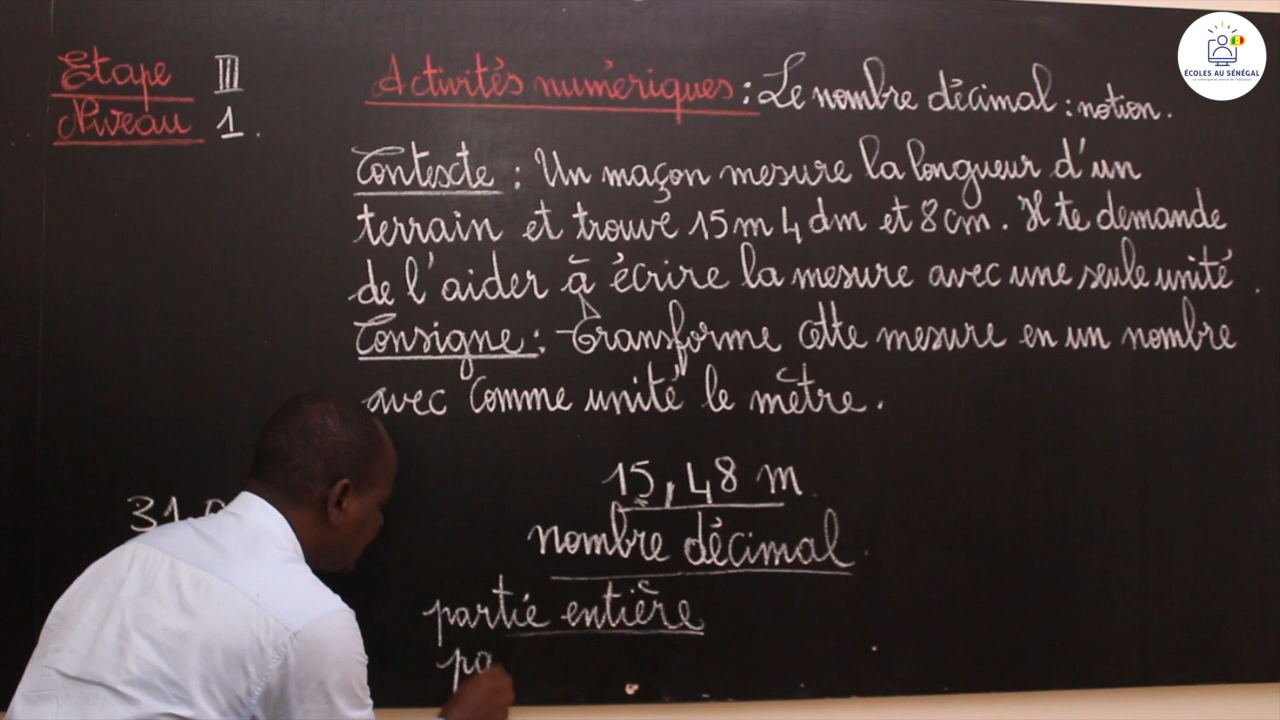 Etape III
Niveau 1.
Activités numériques : Le nombre décimal : notion.
Contexte : Un maçon mesure la longueur d'un
terrain et trouve 15m 4 dm et 8 cm. Il te demande
de l'aider à écrire la mesure avec une seule unité.
Consigne : Transforme cette mesure en un nombre
avec comme unité le mètre.
15,48 m
nombre décimal
partie entière
pa
31,
ÉCOLES AU SÉNÉGAL